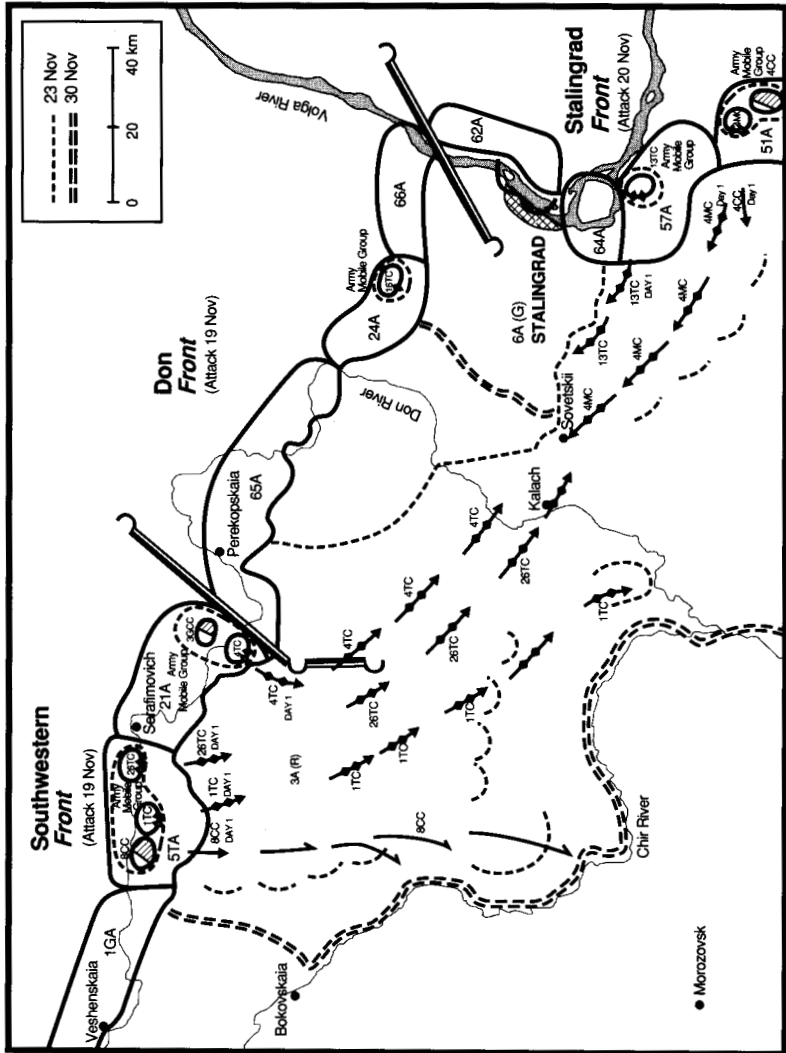 Southwestern
Front
(Attack 19 Nov)
Don
Front
(Attack 19 Nov)
Stalingrad
Front
(Attack 20 Nov)
23 Nov
30 Nov
0
20
40 km
Veshenskaia
1GA
Bokovskaia
Morozovsk
Army
Mobile
Group
8CC
1TC
26TC
5TA
Serafimovich
21A
Army
Mobile Group
3GCC
4TC
Perekopskaia
65A
24A
Army
Mobile Group
16TC
66A
62A
Volga River
Don River
6A (G)
STALINGRAD
64A
57A
13TC
Army
Mobile Group
51A
Army
Mobile Group
4CC
8CC
DAY 1
1TC
DAY 1
26TC
DAY 1
4TC
DAY 1
3A (R)
8CC
1TC
1TC
1TC
1TC
26TC
26TC
26TC
4TC
4TC
4TC
Kalach
Sovetskii
Chir River
13TC
DAY 1
13TC
4MC
Day 1
4CC
Day 1
4MC
4MC
4MC